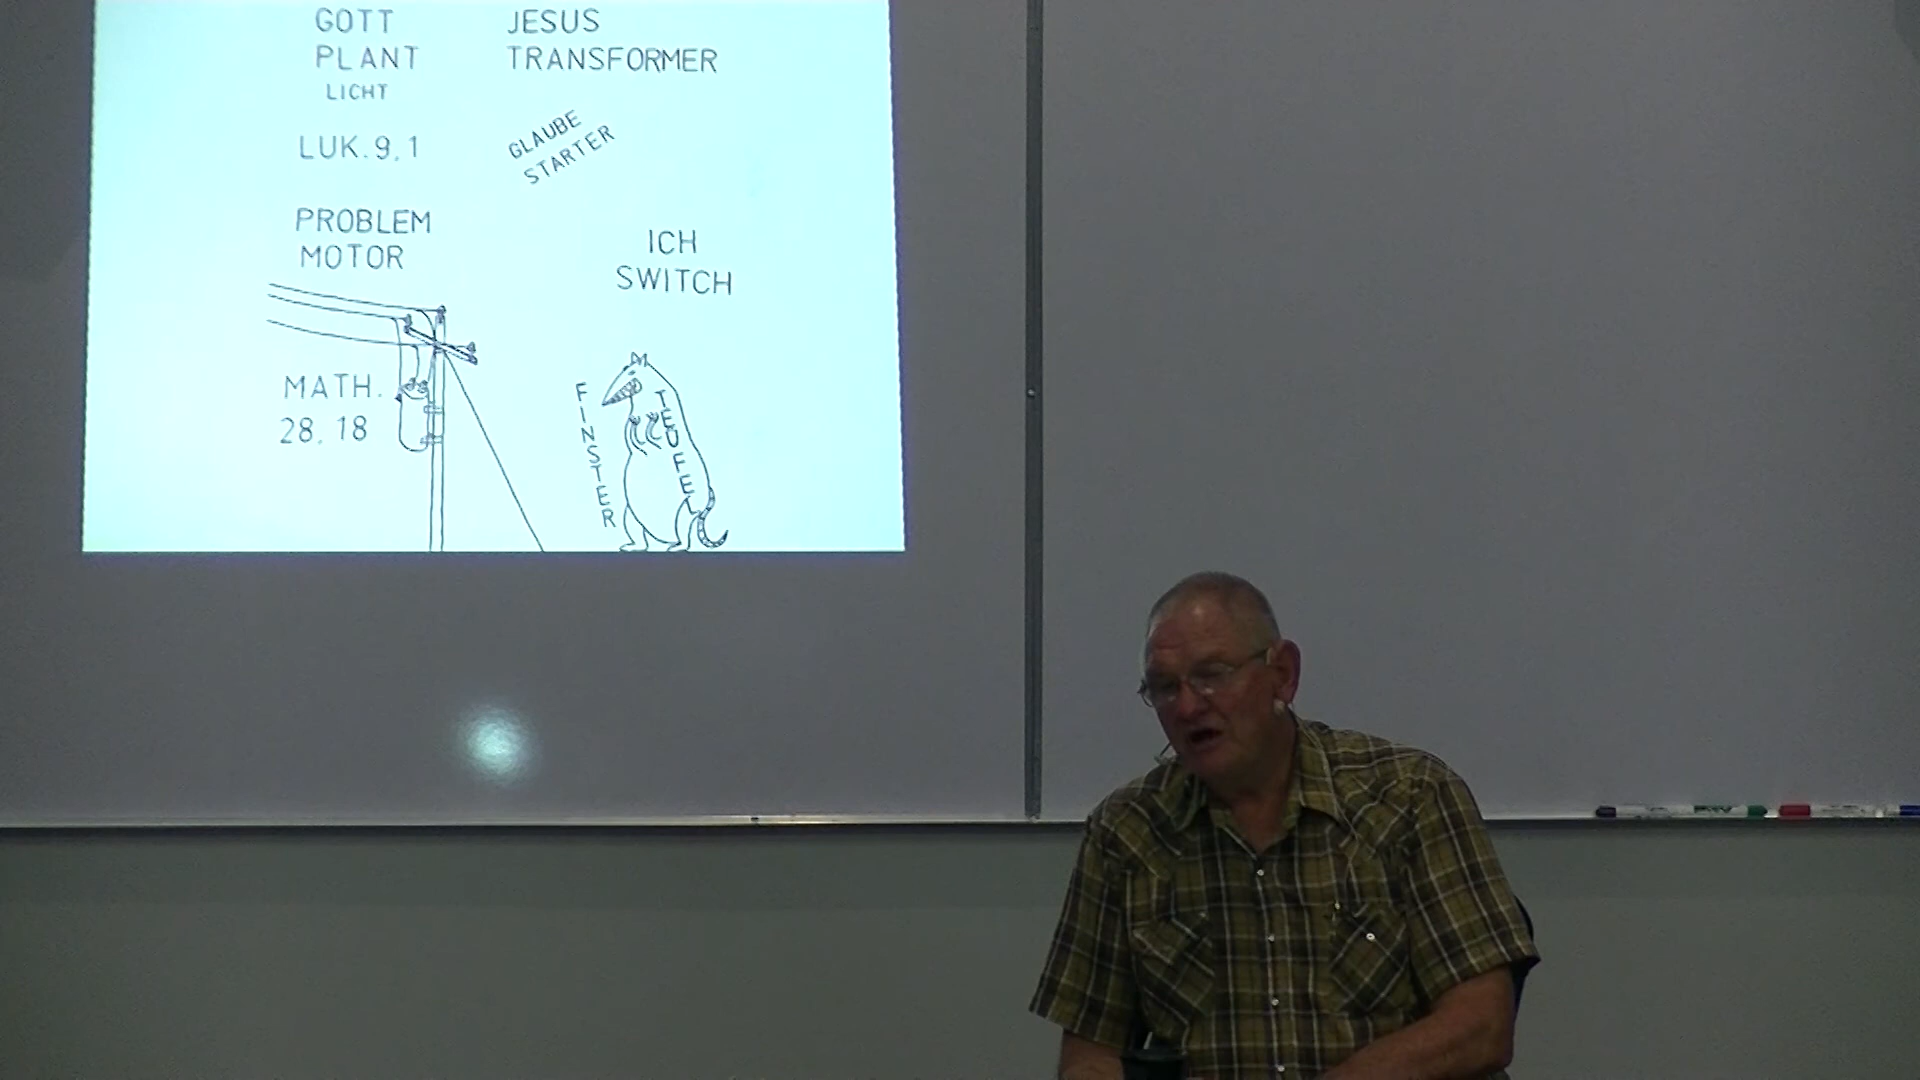 GOTT
PLANT
LICHT
JESUS
TRANSFORMER
LUK. 9, 1
GLAUBE
STARTER
PROBLEM
MOTOR
ICH
SWITCH
MATH.
28, 18
FINSTER
TEUFEL